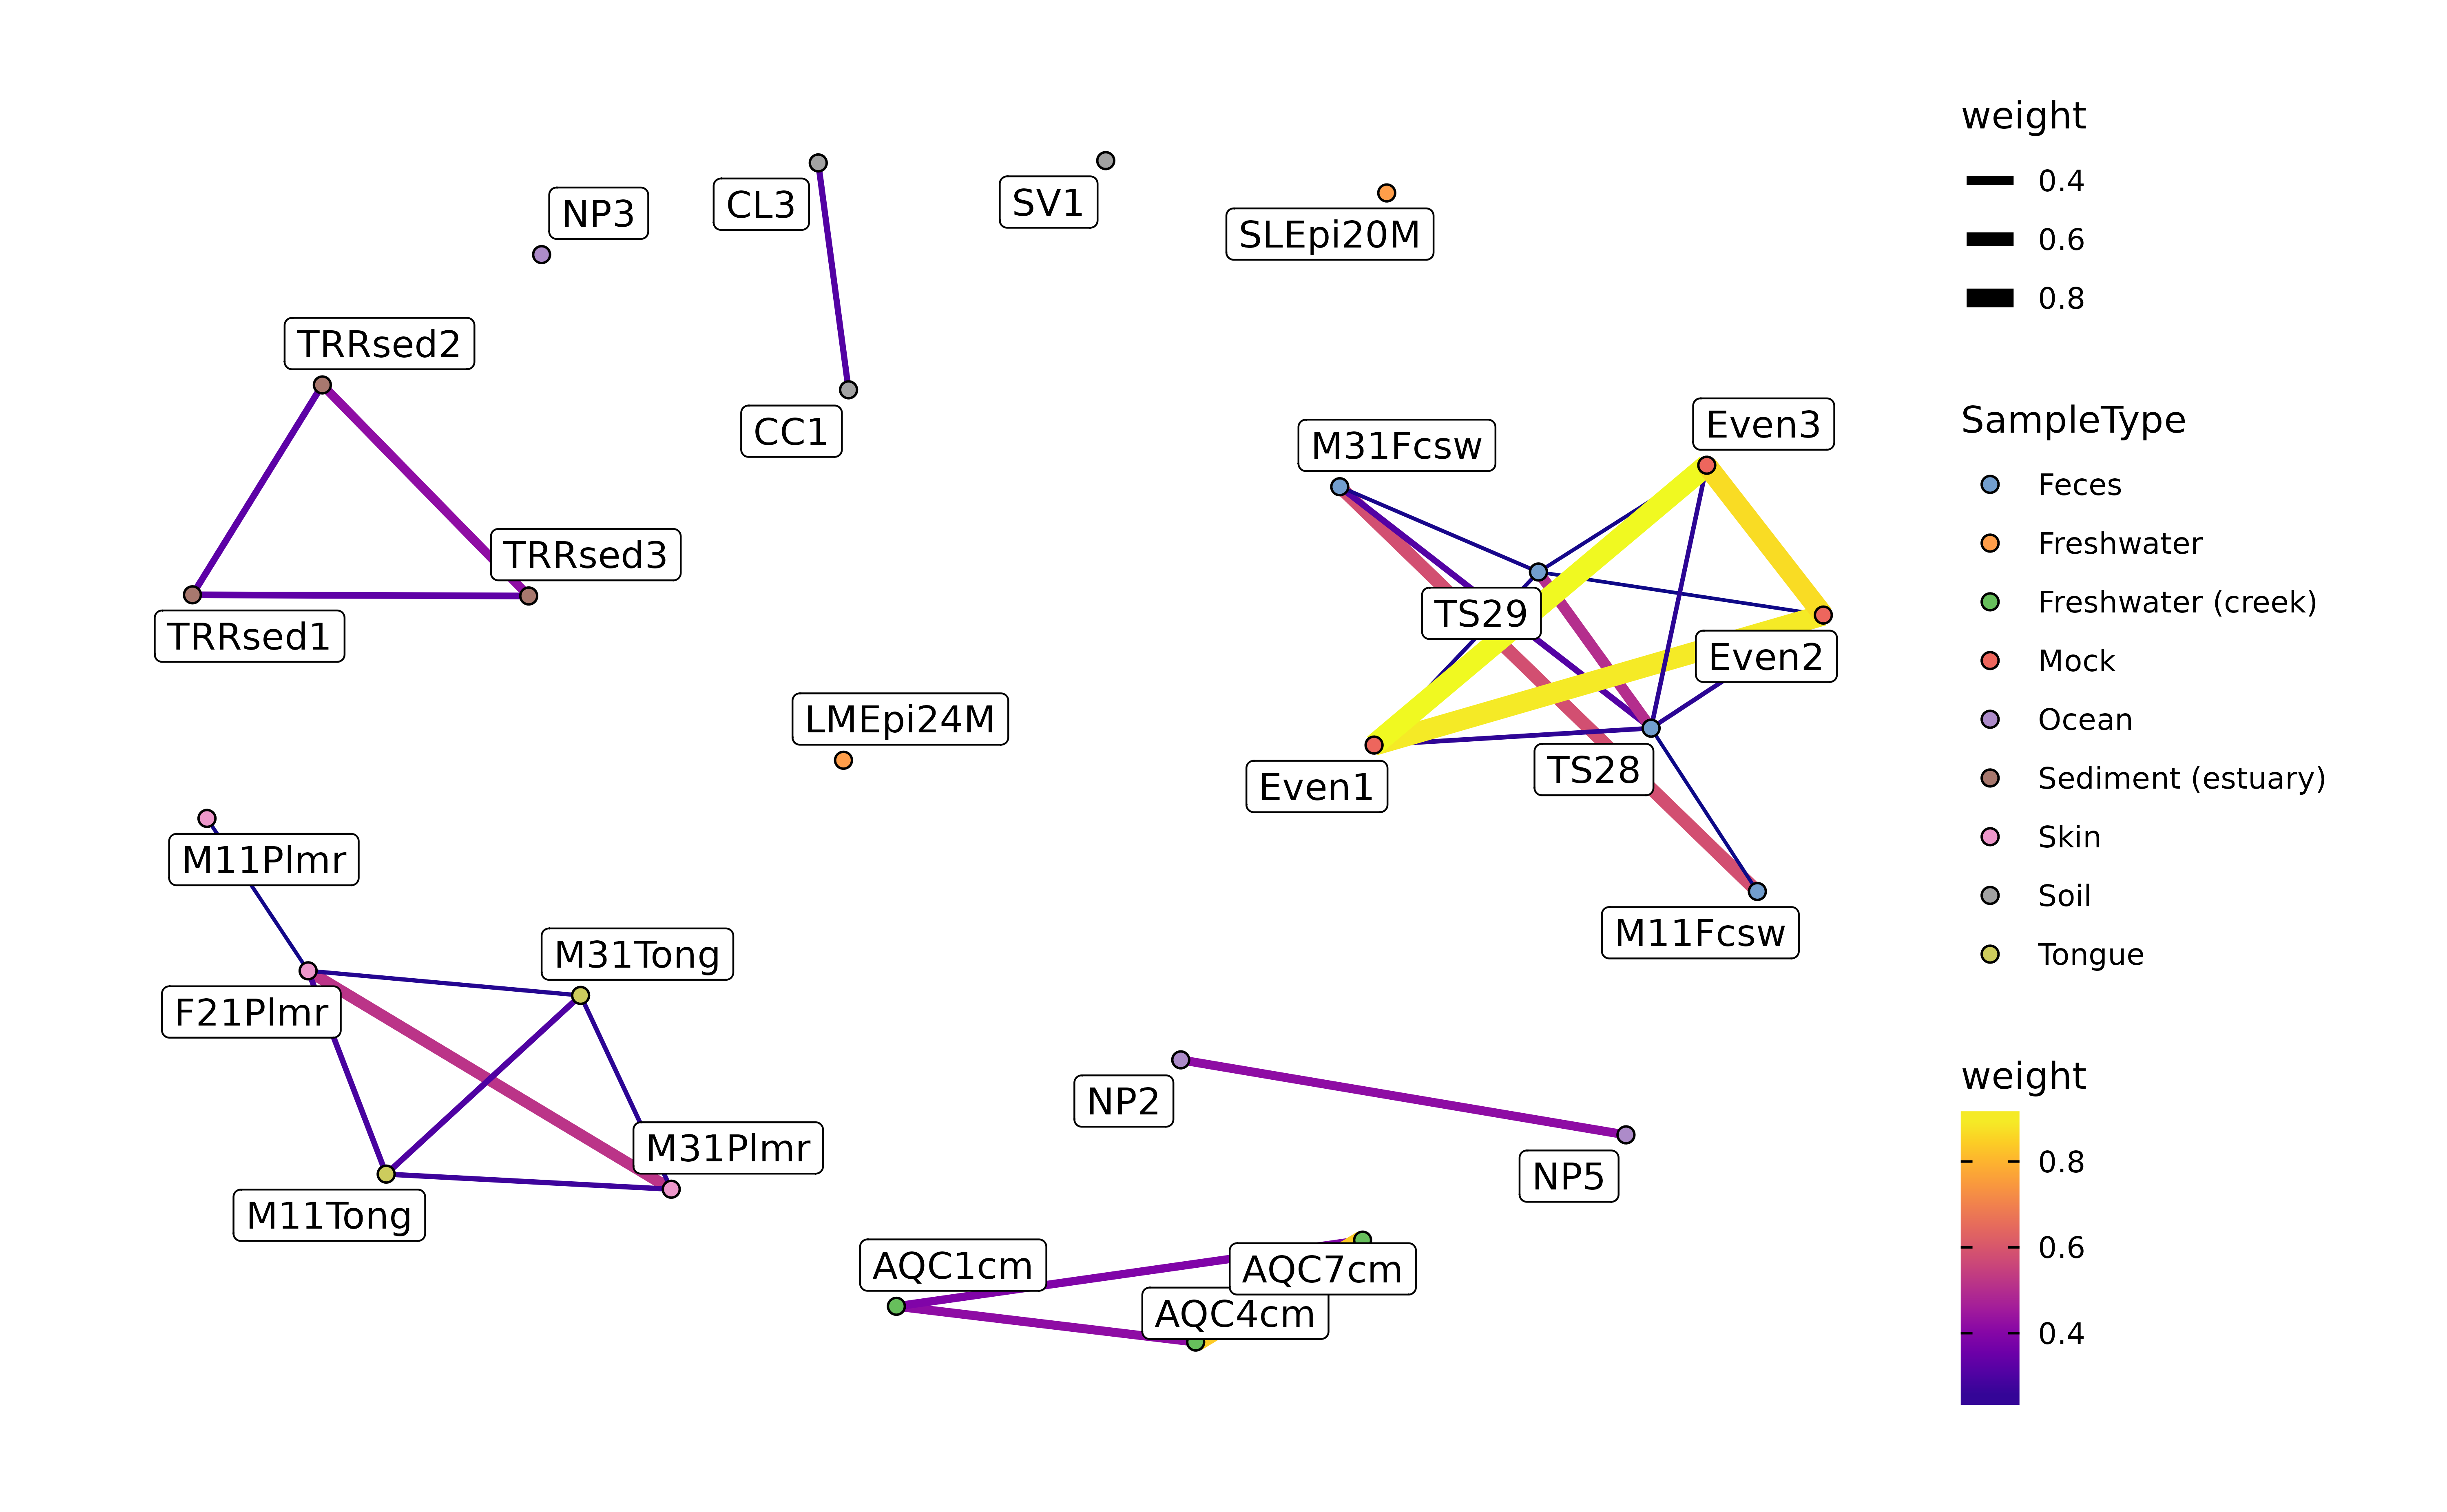 NP3
CL3
SV1
SLEpi20M
TRRsed2
CC1
TRRsed3
TRRsed1
M31Fcsw
Even3
TS29
Even2
Even1
TS28
M11Fcsw
LMEpi24M
M11Plmr
M31Tong
F21Plmr
M31Plmr
M11Tong
NP2
NP5
AQC1cm
AQC7cm
AQC4cm
weight
0.4
0.6
0.8
SampleType
Feces
Freshwater
Freshwater (creek)
Mock
Ocean
Sediment (estuary)
Skin
Soil
Tongue
weight
0.8
0.6
0.4